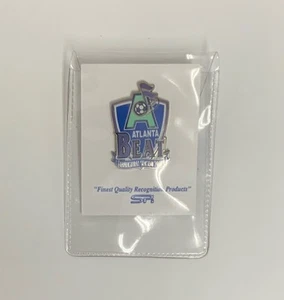 A
ATLANTA
BEAT
"Finest Quality Recognition Products"